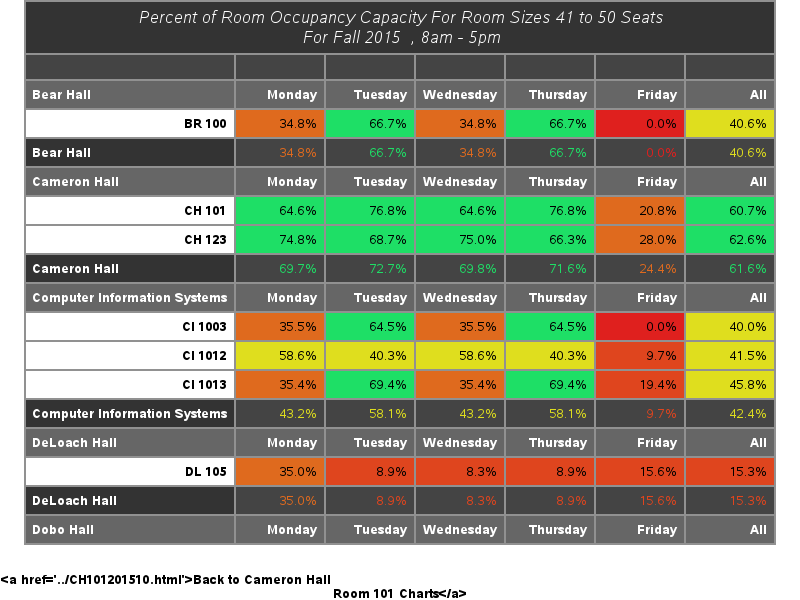 Percent of Room Occupancy Capacity For Room Sizes 41 to 50 Seats
For Fall 2015 , 8am - 5pm
Bear Hall Monday Tuesday Wednesday Thursday Friday All
BR 100 34.8% 66.7% 34.8% 66.7% 0.0% 40.6%
Bear Hall 34.8% 66.7% 34.8% 66.7% 0.0% 40.6%
Cameron Hall Monday Tuesday Wednesday Thursday Friday All
CH 101 64.6% 76.8% 64.6% 76.8% 20.8% 60.7%
CH 123 74.8% 68.7% 75.0% 66.3% 28.0% 62.6%
Cameron Hall 69.7% 72.7% 69.8% 71.6% 24.4% 61.6%
Computer Information Systems Monday Tuesday Wednesday Thursday Friday All
CI 1003 35.5% 64.5% 35.5% 64.5% 0.0% 40.0%
CI 1012 58.6% 40.3% 58.6% 40.3% 9.7% 41.5%
CI 1013 35.4% 69.4% 35.4% 69.4% 19.4% 45.8%
Computer Information Systems 43.2% 58.1% 43.2% 58.1% 9.7% 42.4%
DeLoach Hall Monday Tuesday Wednesday Thursday Friday All
DL 105 35.0% 8.9% 8.3% 8.9% 15.6% 15.3%
DeLoach Hall 35.0% 8.9% 8.3% 8.9% 15.6% 15.3%
Dobo Hall Monday Tuesday Wednesday Thursday Friday All
<a href='../CH101201510.html'>Back to Cameron Hall
Room 101 Charts</a>